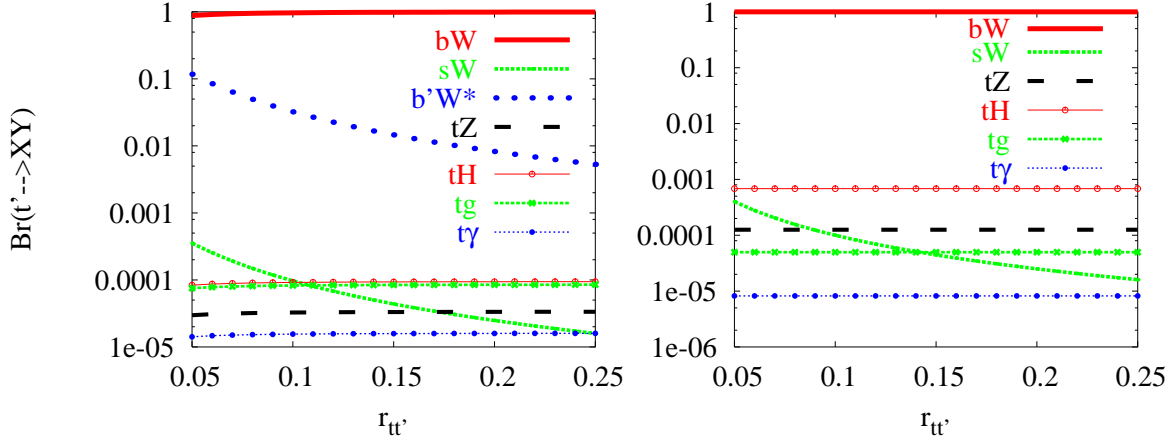 Br(t'-->XY)
1
0.1
0.01
0.001
0.0001
1e-05
0.05
0.1
0.15
0.2
0.25
r_tt'
bW
sW
b'W*
tZ
tH
tg
tγ
1
0.1
0.01
0.001
0.0001
1e-05
1e-06
0.05
0.1
0.15
0.2
0.25
r_tt'
bW
sW
tZ
tH
tg
tγ